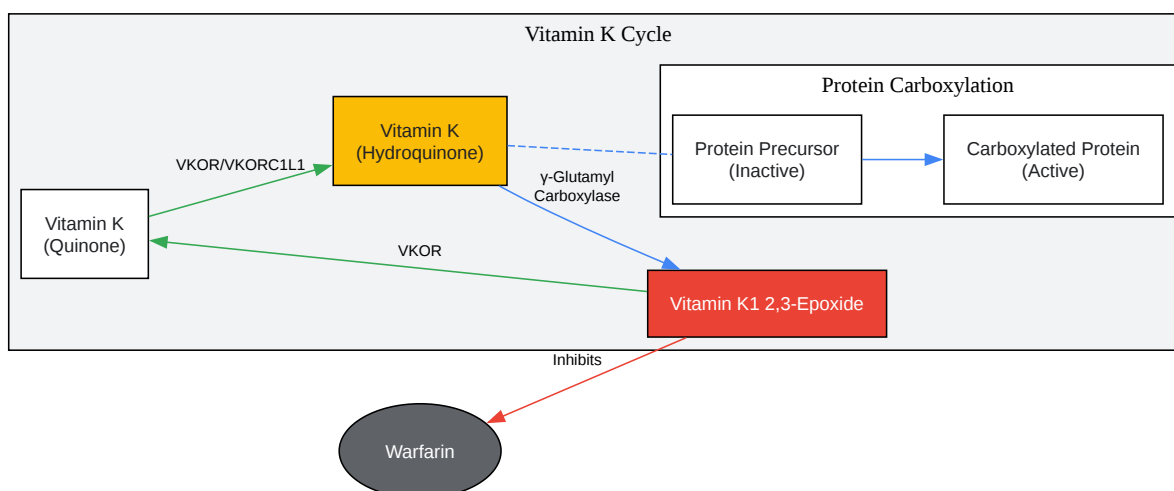 Vitamin K Cycle
Protein Carboxylation
Vitamin K
(Hydroquinone)
Protein Precursor
(Inactive)
Carboxylated Protein
(Active)
VKOR/VKORC1L1
γ-Glutamyl
Carboxylase
Vitamin K
(Quinone)
VKOR
Vitamin K1 2,3-Epoxide
Inhibits
Warfarin